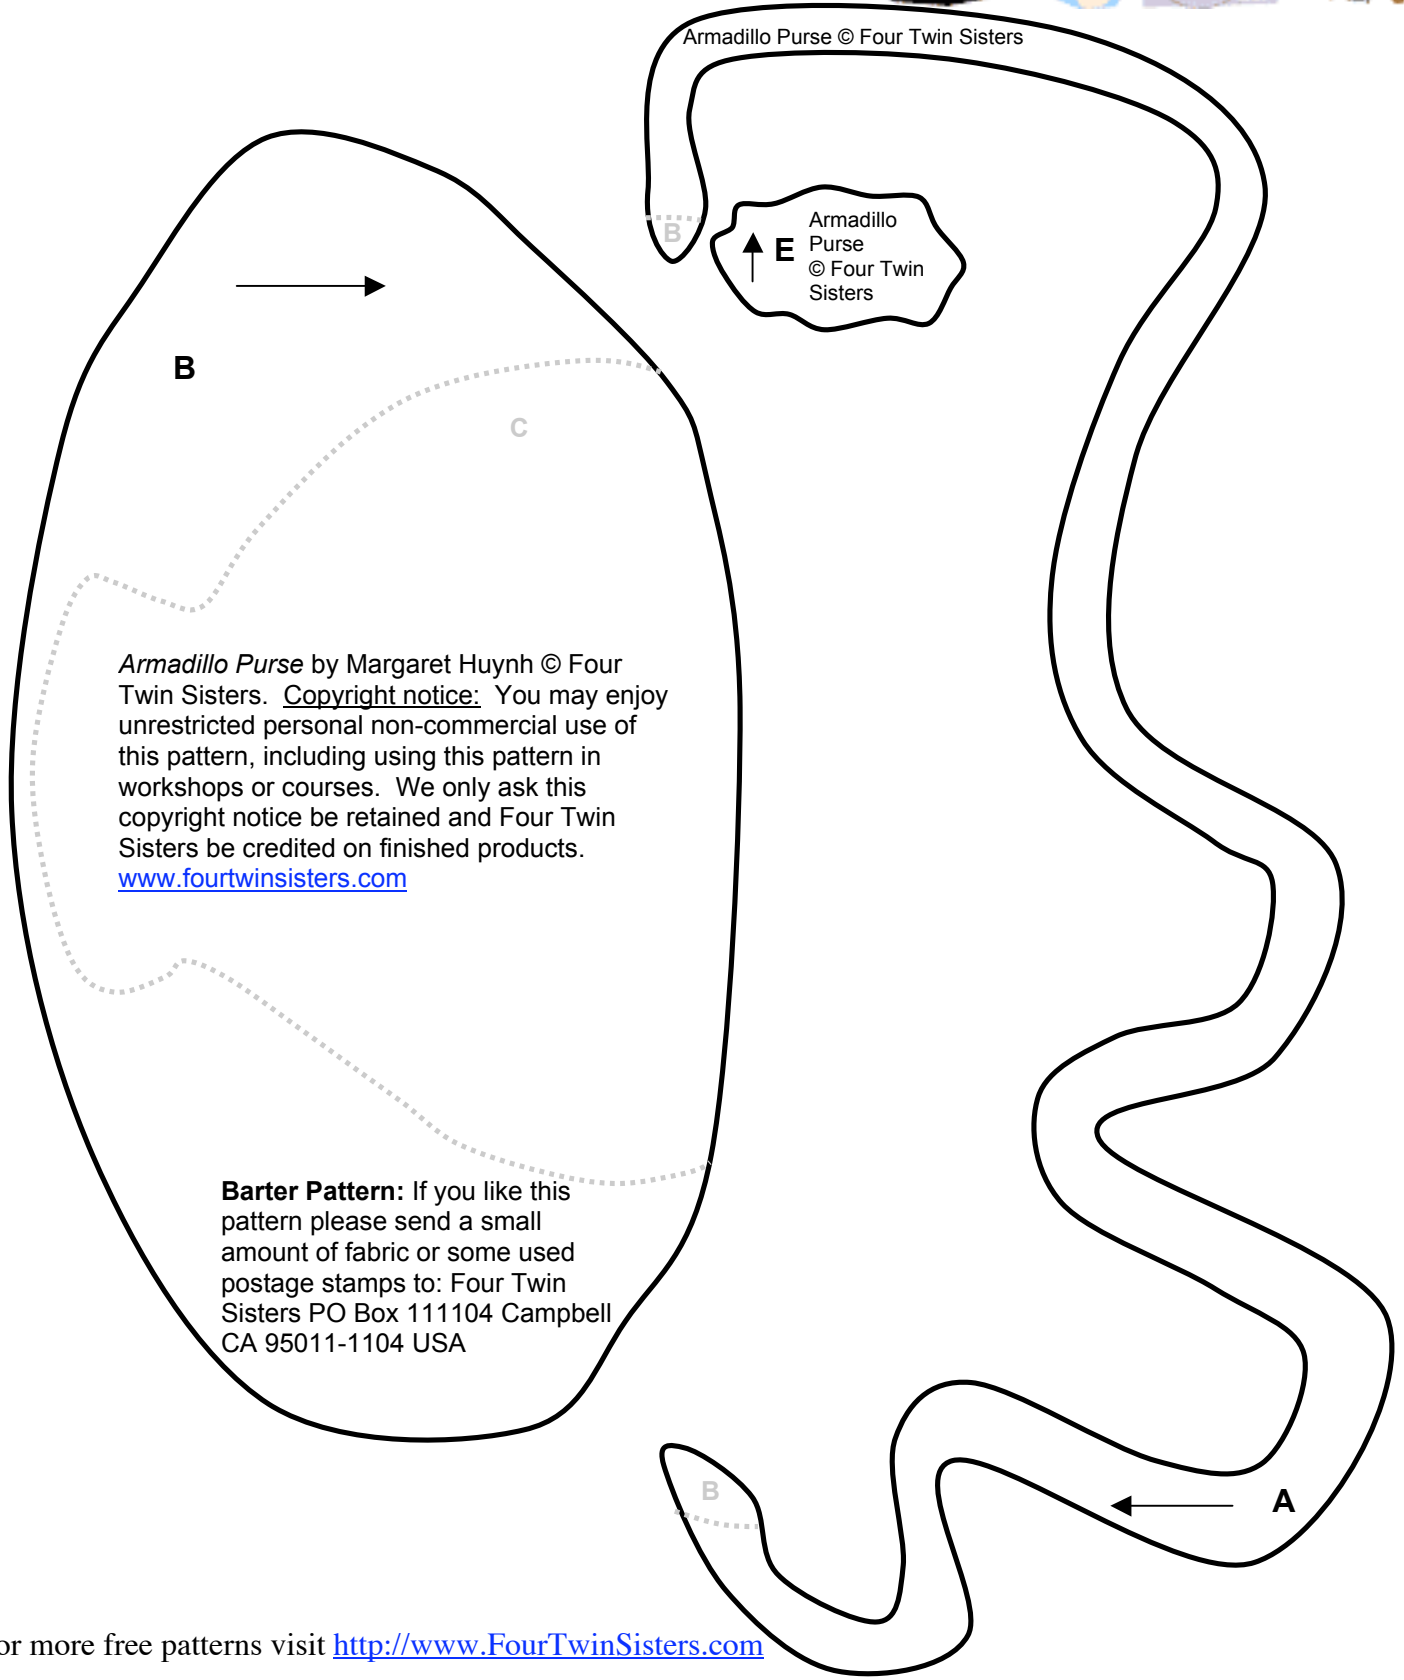 Armadillo Purse © Four Twin Sisters
B
E
Armadillo
Purse
© Four Twin
Sisters
B
C
Armadillo Purse by Margaret Huynh © Four
Twin Sisters. Copyright notice: You may enjoy
unrestricted personal non-commercial use of
this pattern, including using this pattern in
workshops or courses. We only ask this
copyright notice be retained and Four Twin
Sisters be credited on finished products.
www.fourtwinsisters.com
Barter Pattern: If you like this
pattern please send a small
amount of fabric or some used
postage stamps to: Four Twin
Sisters PO Box 111104 Campbell
CA 95011-1104 USA
B
A
or more free patterns visit http://www.FourTwinSisters.com